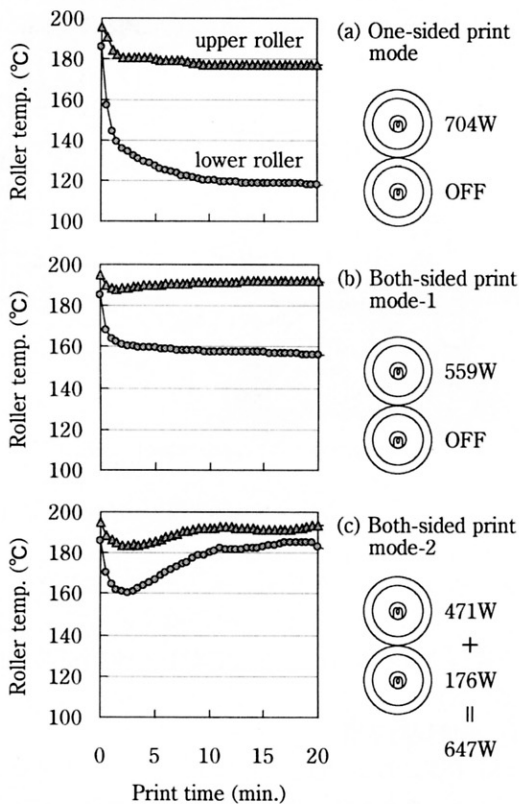 200
180
160
140
120
100
Roller temp. (°C)
upper roller
lower roller
(a) One-sided print
mode
704W
OFF
200
180
160
140
120
100
Roller temp. (°C)
(b) Both-sided print
mode-1
559W
OFF
200
180
160
140
120
100
Roller temp. (°C)
0
5
10
15
20
Print time (min.)
(c) Both-sided print
mode-2
471W
+
176W
=
647W